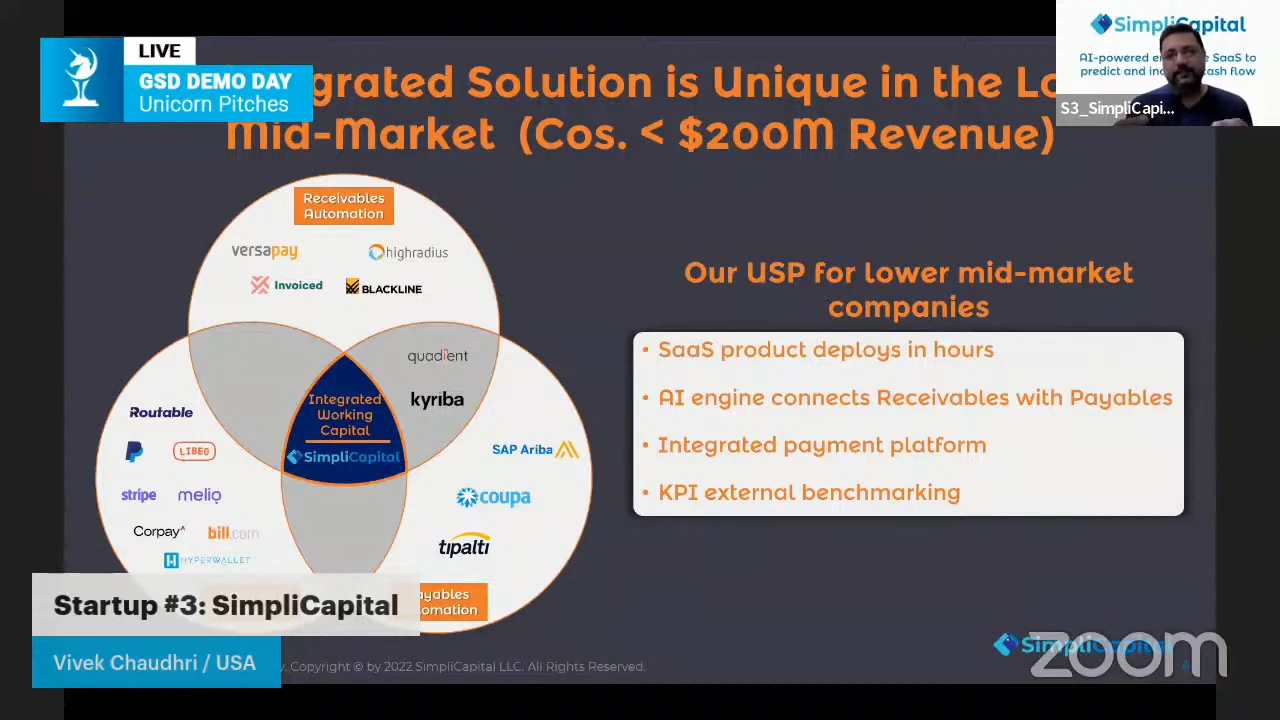 LIVE
GSD DEMO DAY
Unicorn Pitches
grated Solution is Unique in the Lo
Mid-Market (Cos. < $200M Revenue)
SimpliCapital
AI-powered en e SaaS to
predict and in cash flow
S3_SimpliCapi...
Receivables
Automation
versapay
highradius
Invoiced
BLACKLINE
quadient
kyriba
Integrated
Working
Capital
SimpliCapital
Routable
LIBEO
stripe
melio
Corpay^
bill.com
HYPERWALLET
SAP Ariba
coupa
tipalti
ayables
omation
Our USP for lower mid-market
companies
• SaaS product deploys in hours
• AI engine connects Receivables with Payables
• Integrated payment platform
• KPI external benchmarking
Startup #3: SimpliCapital
Vivek Chaudhri / USA
y. Copyright © by 2022 SimpliCapital LLC. All Rights Reserved.
SimpliCapital
zoom